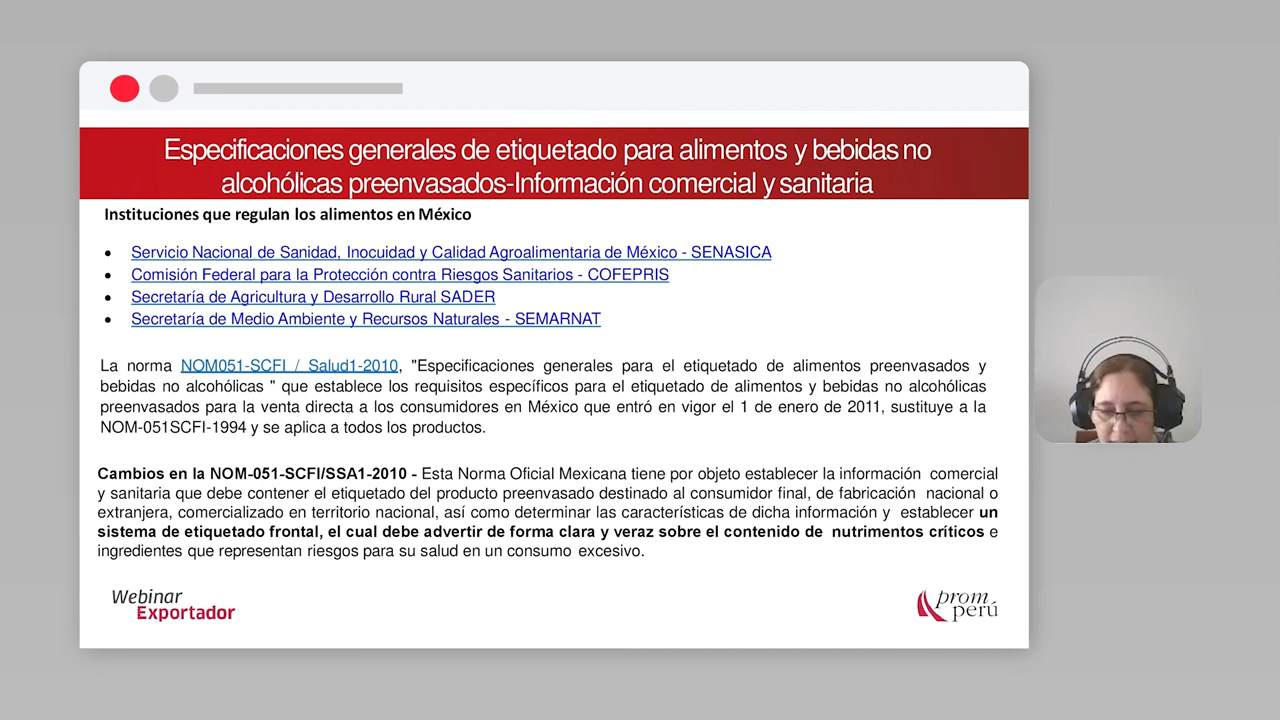 Especificaciones generales de etiquetado para alimentos y bebidas no
alcohólicas preenvasados-Información comercial y sanitaria
Instituciones que regulan los alimentos en México
• Servicio Nacional de Sanidad, Inocuidad y Calidad Agroalimentaria de México - SENASICA
• Comisión Federal para la Protección contra Riesgos Sanitarios - COFEPRIS
• Secretaría de Agricultura y Desarrollo Rural SADER
• Secretaría de Medio Ambiente y Recursos Naturales - SEMARNAT
La norma NOM051-SCFI / Salud1-2010, "Especificaciones generales para el etiquetado de alimentos preenvasados y
bebidas no alcohólicas " que establece los requisitos específicos para el etiquetado de alimentos y bebidas no alcohólicas
preenvasados para la venta directa a los consumidores en México que entró en vigor el 1 de enero de 2011, sustituye a la
NOM-051SCFI-1994 y se aplica a todos los productos.
Cambios en la NOM-051-SCFI/SSA1-2010 - Esta Norma Oficial Mexicana tiene por objeto establecer la información comercial
y sanitaria que debe contener el etiquetado del producto preenvasado destinado al consumidor final, de fabricación nacional o
extranjera, comercializado en territorio nacional, así como determinar las características de dicha información y establecer un
sistema de etiquetado frontal, el cual debe advertir de forma clara y veraz sobre el contenido de nutrimentos críticos e
ingredientes que representan riesgos para su salud en un consumo excesivo.
Webinar
Exportador
prom
perú